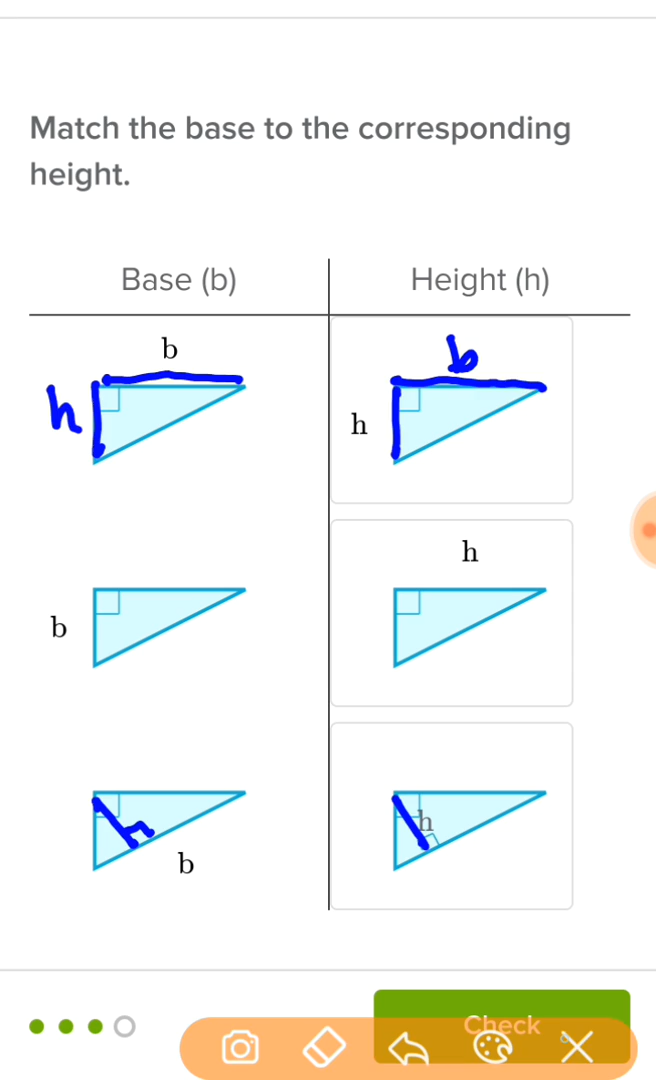 Match the base to the corresponding
height.
Base (b)
Height (h)
b
b
h
h
h
b
h
b
h
Check